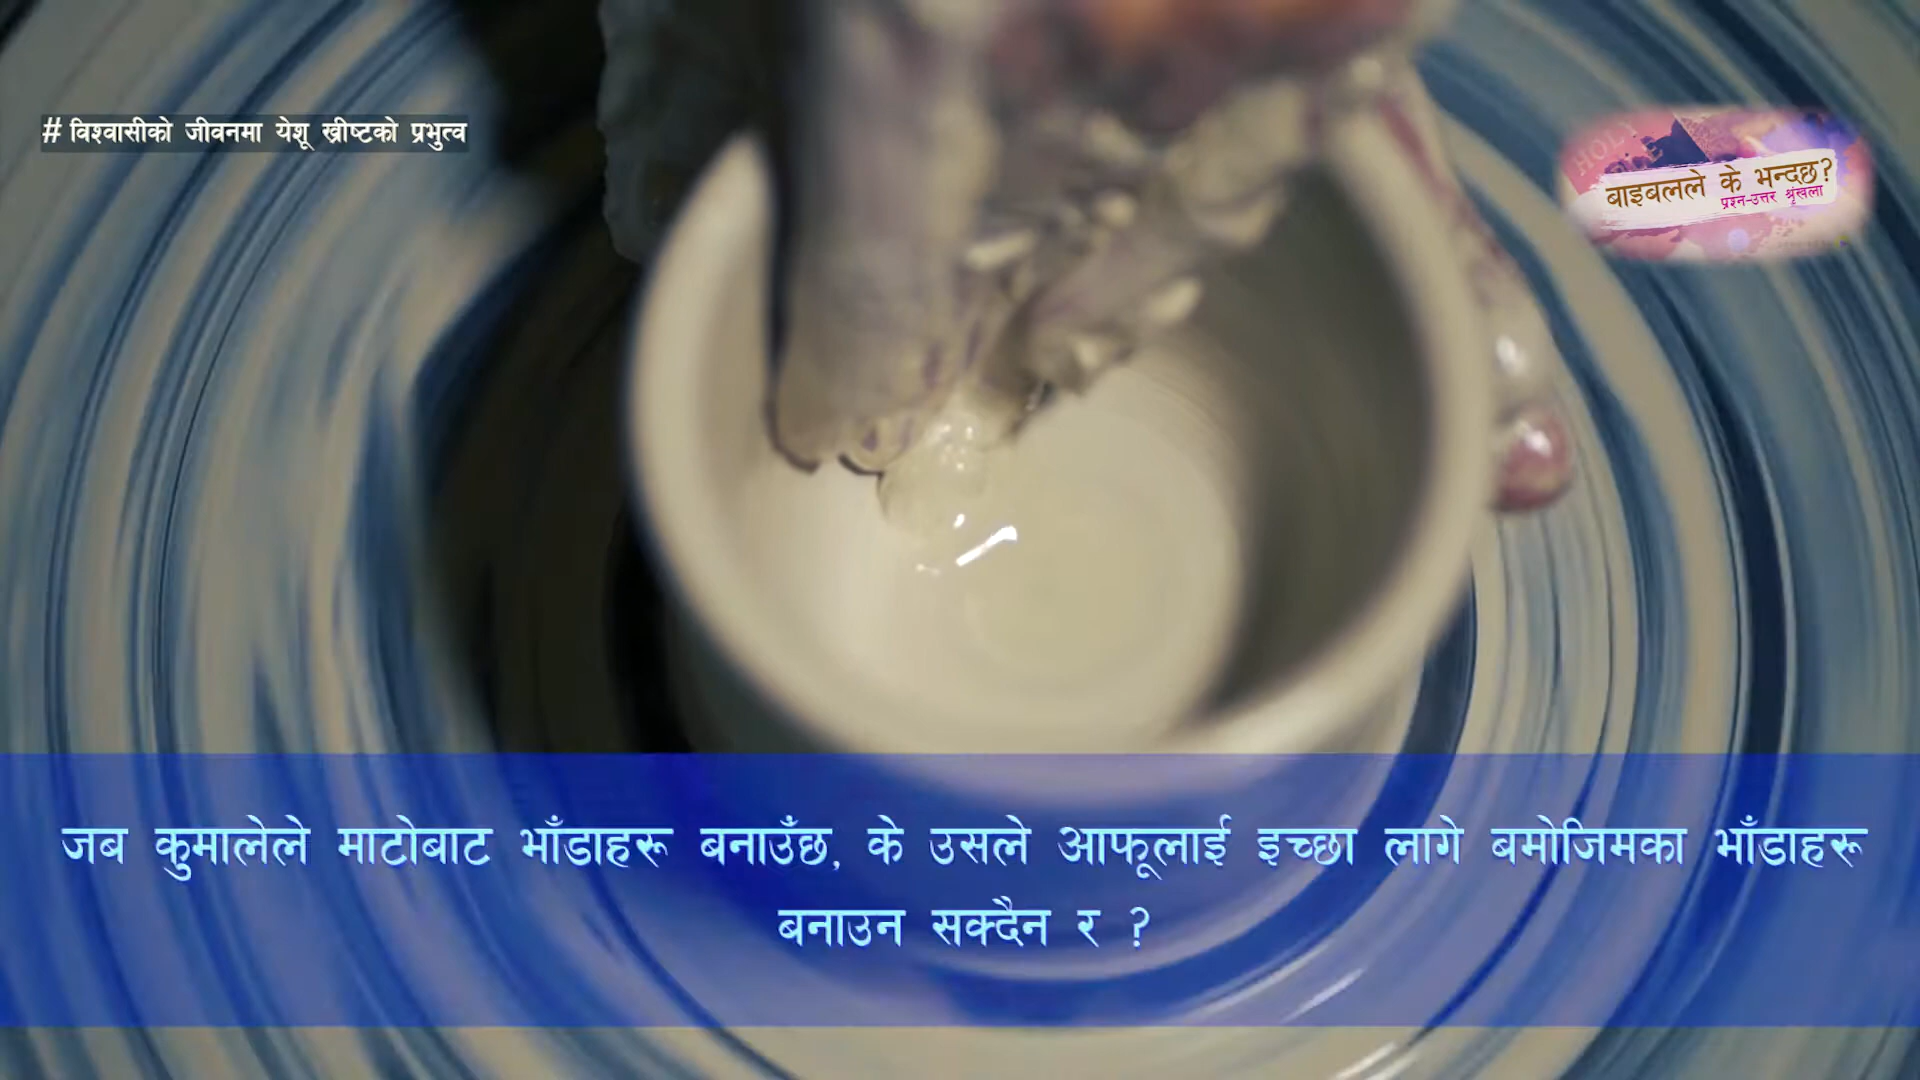 # विश्वासीको जीवनमा येशू ख्रीष्टको प्रभुत्व
HOLY
बाइबलले के भन्दछ?
प्रश्न-उत्तर श्रृंखला
जब कुमालेले माटोबाट भाँडाहरू बनाउँछ, के उसले आफूलाई इच्छा लागे बमोजिमका भाँडाहरू
बनाउन सक्दैन र ?